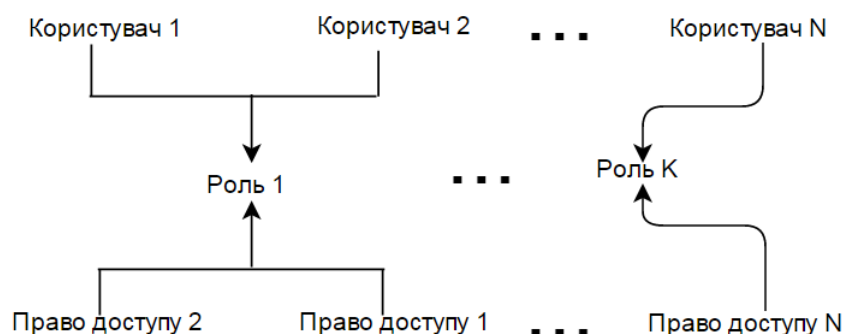 Користувач 1
Користувач 2
...
Користувач N
Роль 1
...
Роль K
Право доступу 2
Право доступу 1
...
Право доступу N